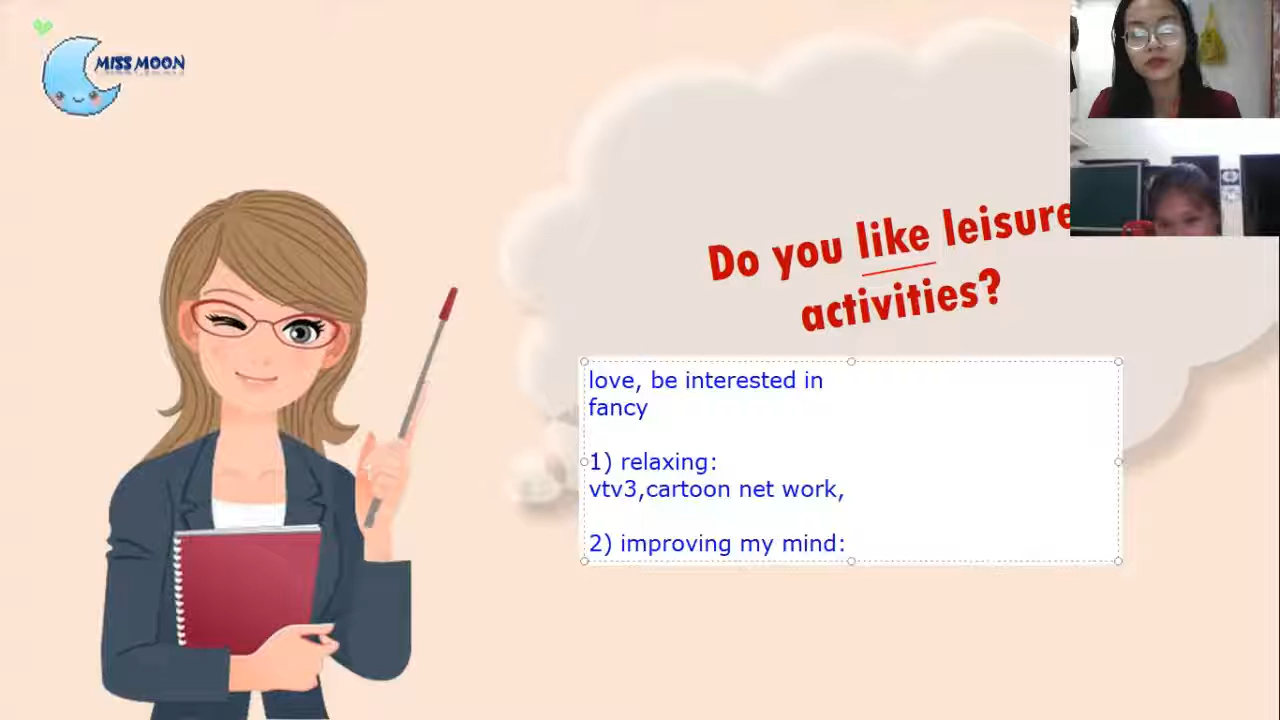 MISS MOON
Do you like leisure
activities?
love, be interested in
fancy
1) relaxing:
vtv3,cartoon net work,
2) improving my mind: